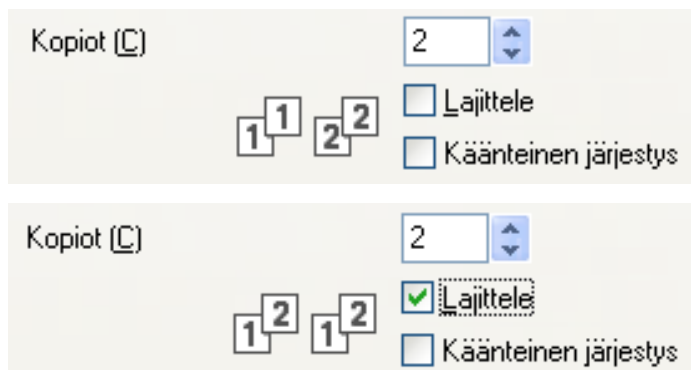 Kopiot (C) 2
Lajittele
1 1 2 2
Käänteinen järjestys
Kopiot (C) 2
Lajittele
1 2 1 2
Käänteinen järjestys